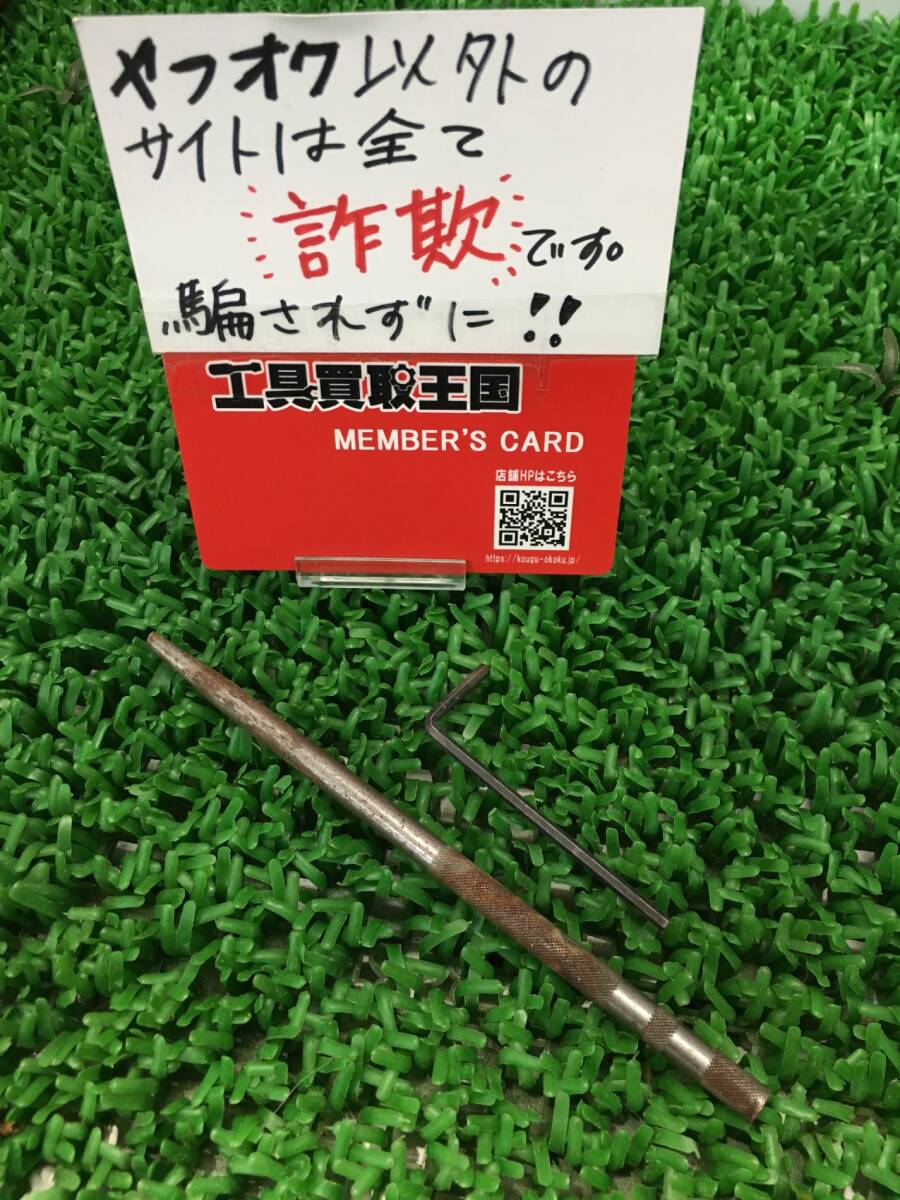 ヤフオク以外の
サイトは全て
詐欺です。
騙されずに!!
工具買取王国
MEMBER'S CARD
店舗HPはこちら
https://kougu-okoku.jp/